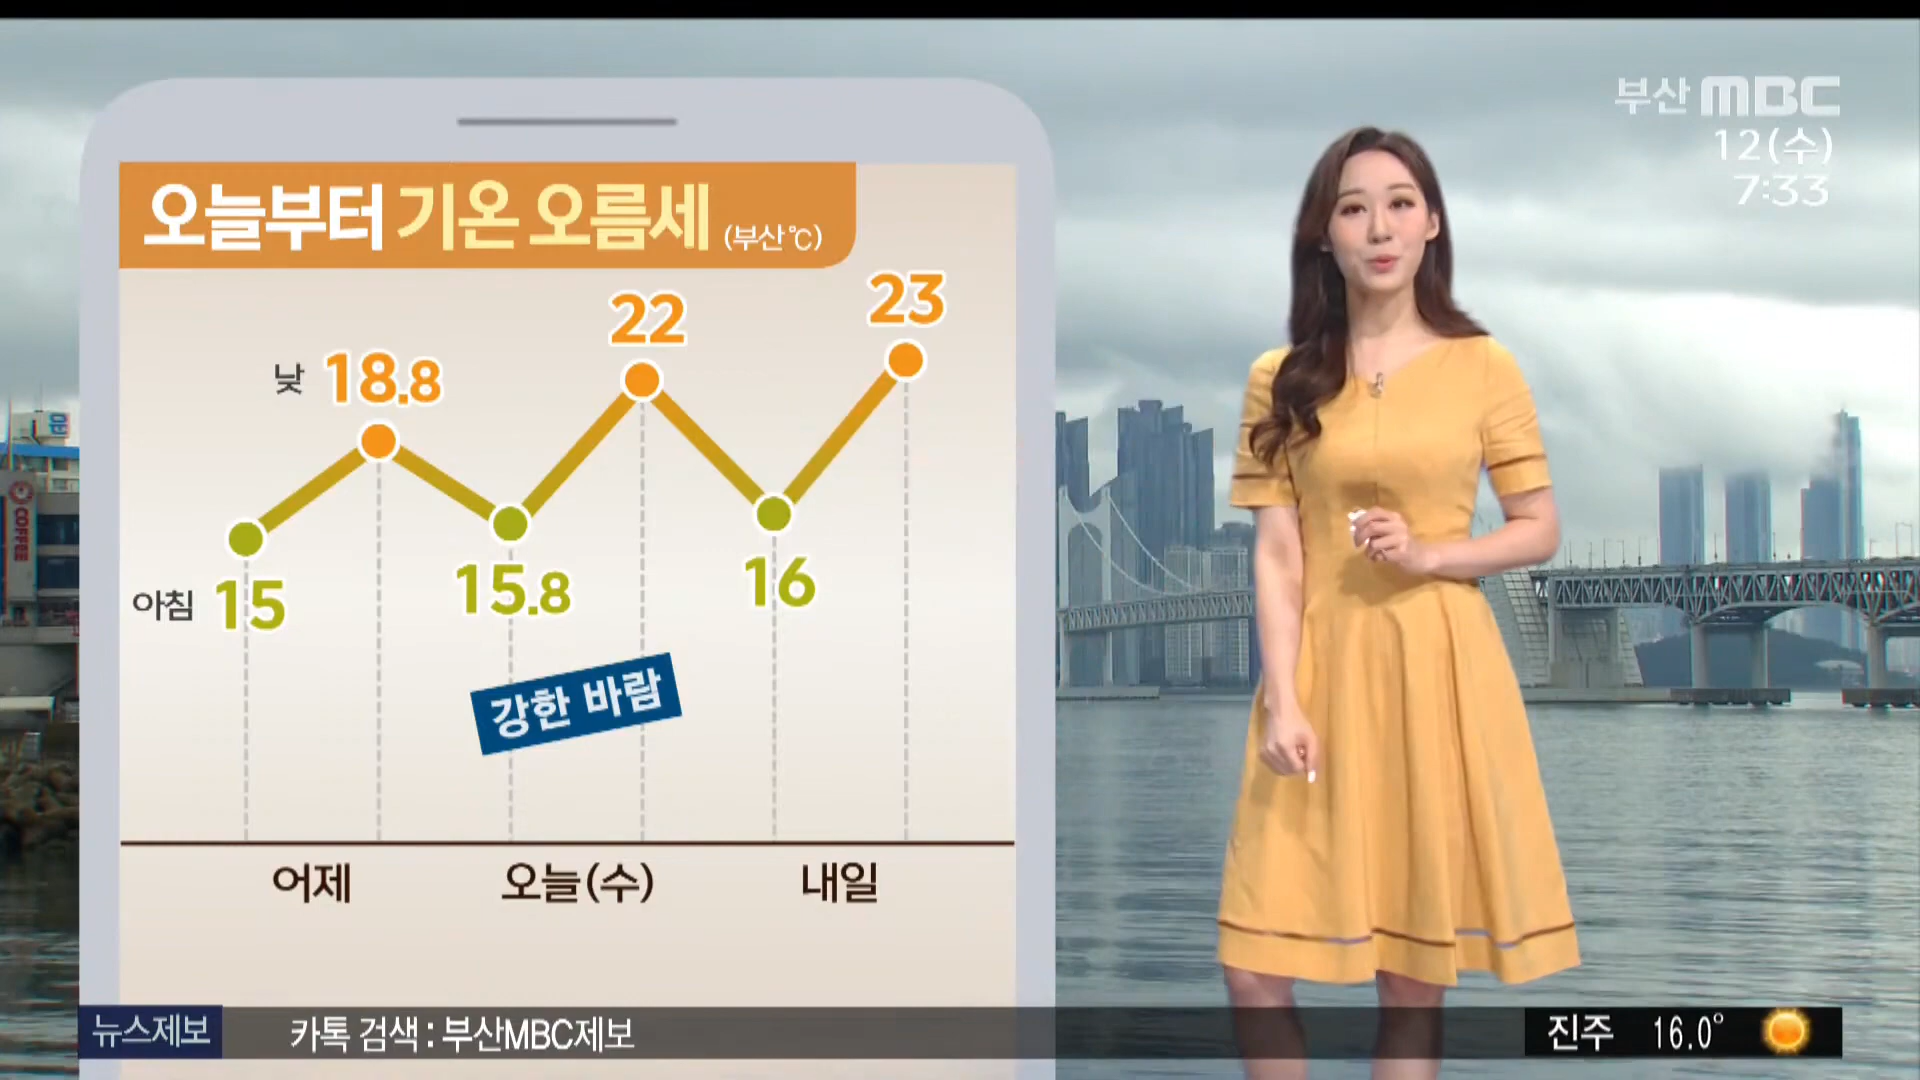 부산 MBC
12(수)
7:33
오늘부터 기온 오름세 (부산℃)
낮 18.8 22 23
아침 15 15.8 16
강한 바람
어제 오늘(수) 내일
COFFEE
뉴스제보 카톡 검색 : 부산MBC제보 진주 16.0°